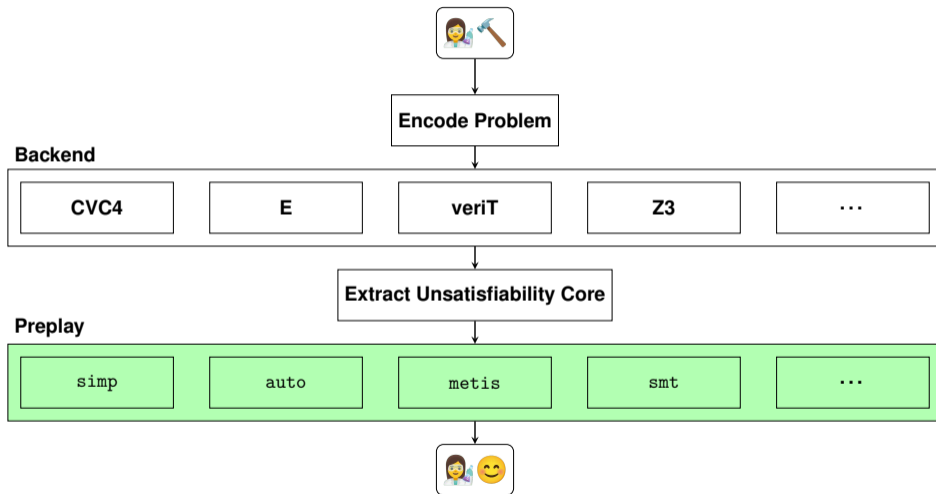 Encode Problem
Backend
CVC4 E veriT Z3 ···
Extract Unsatisfiability Core
Preplay
simp auto metis smt ···